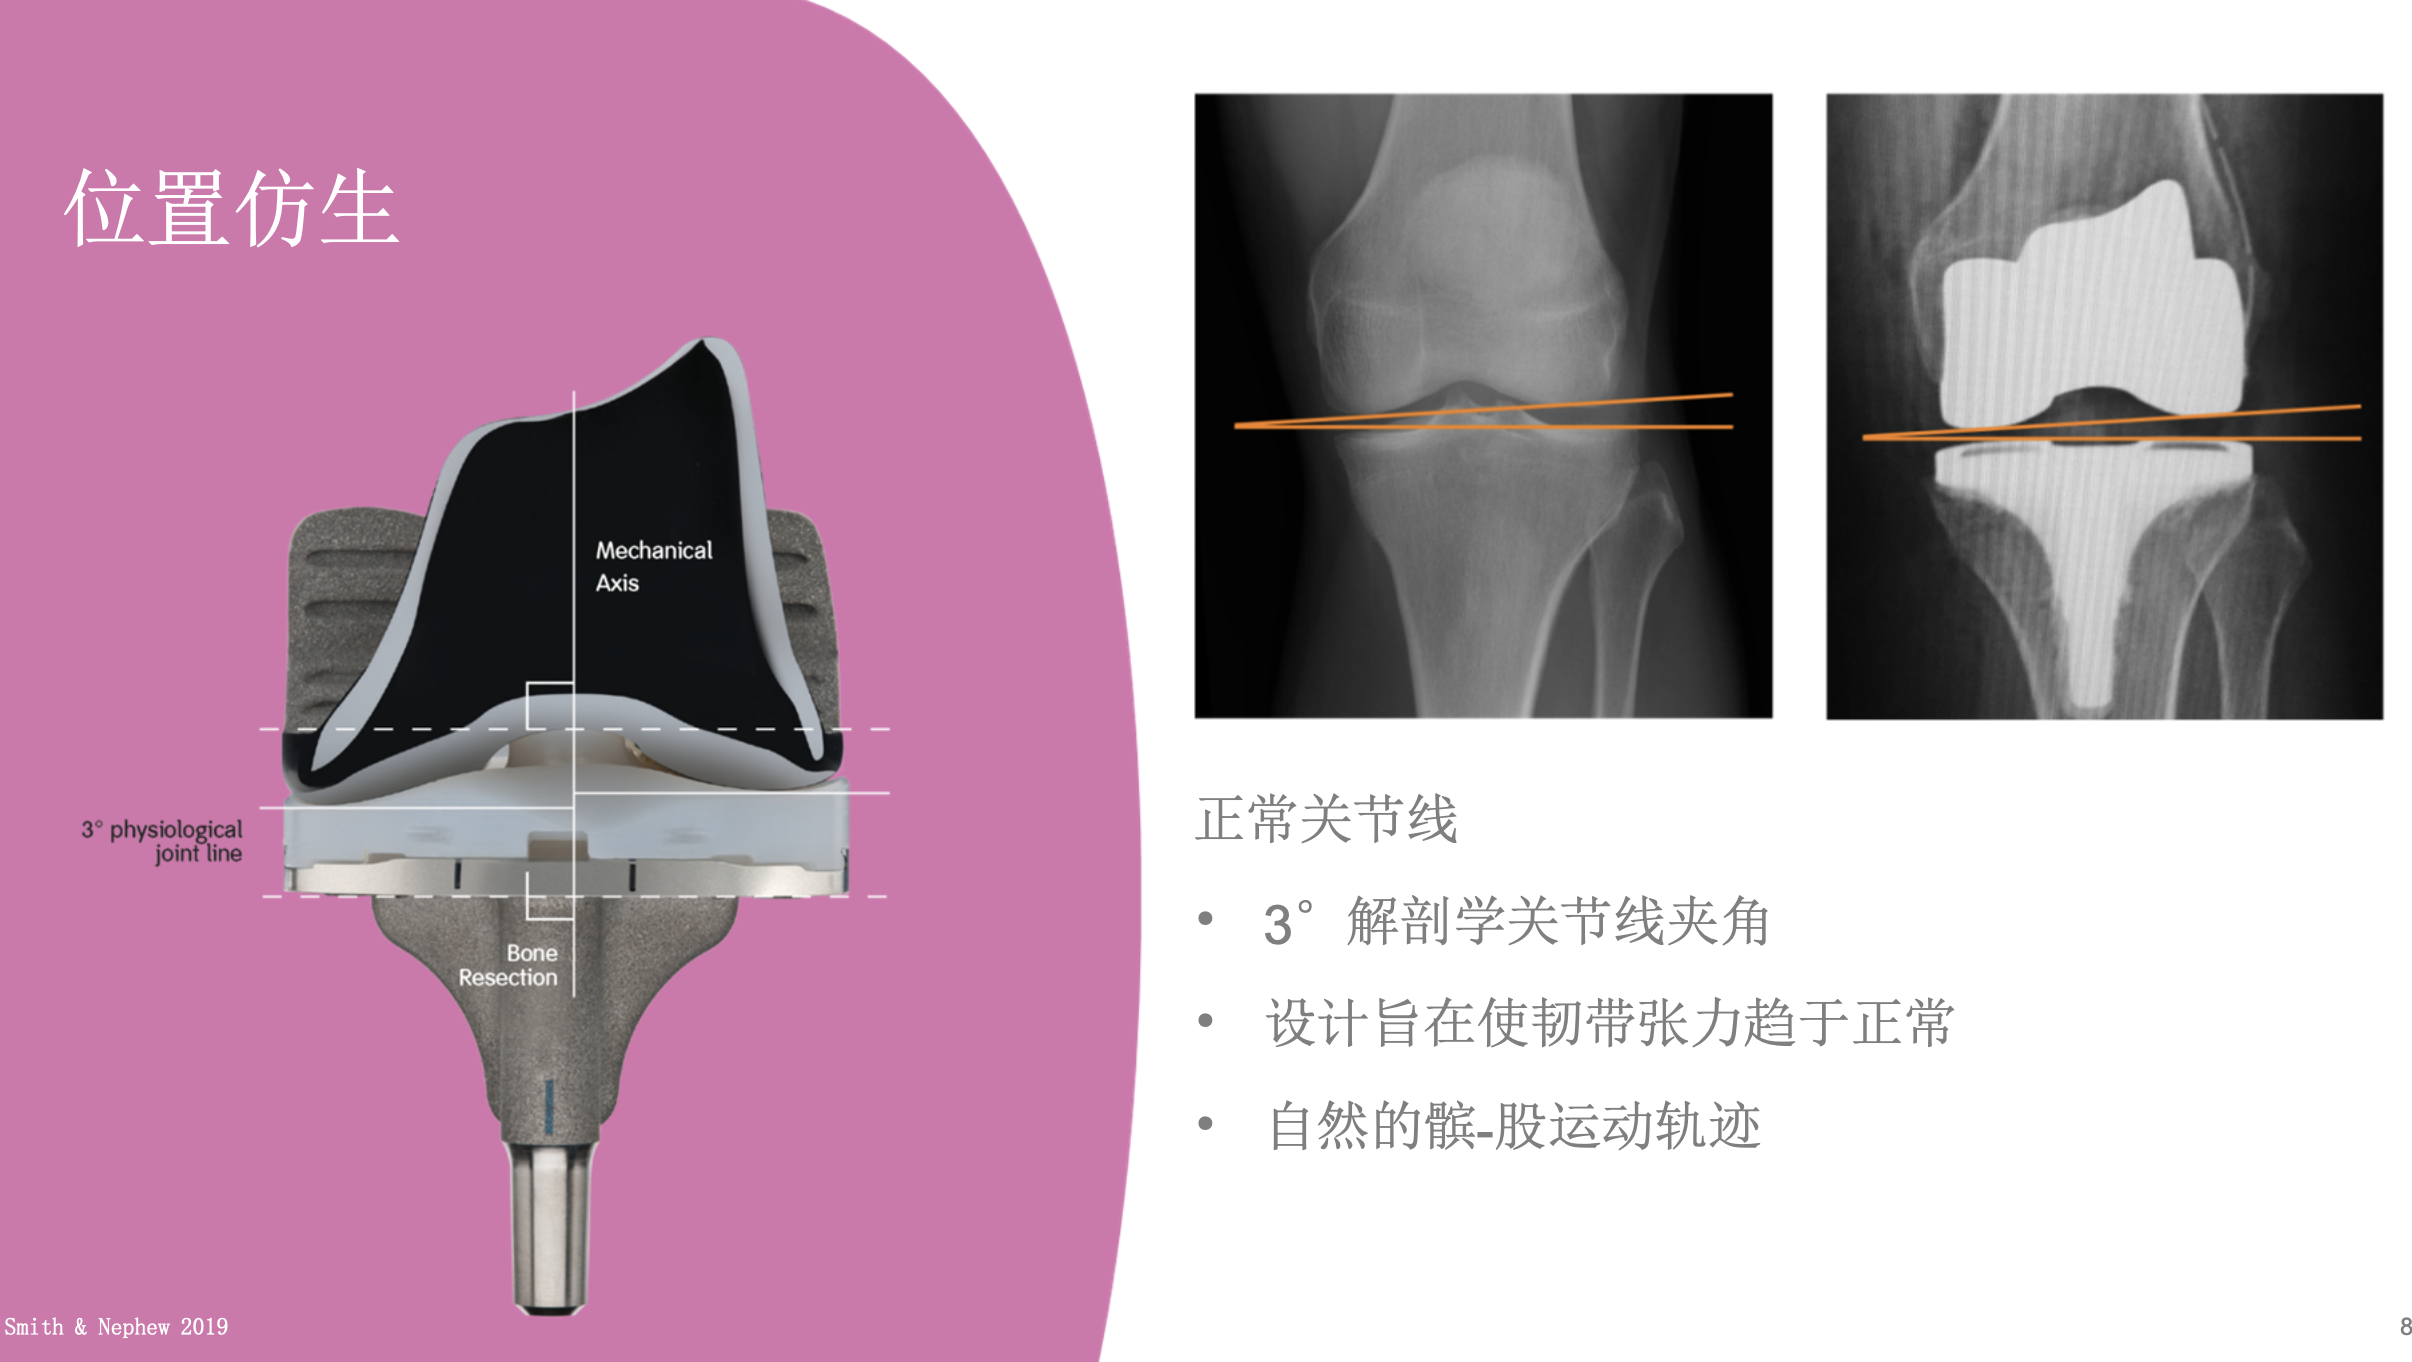 位置仿生
Mechanical
Axis
3° physiological
joint line
Bone
Resection
正常关节线
• 3° 解剖学关节线夹角
• 设计旨在使韧带张力趋于正常
• 自然的髌-股运动轨迹
Smith & Nephew 2019
8